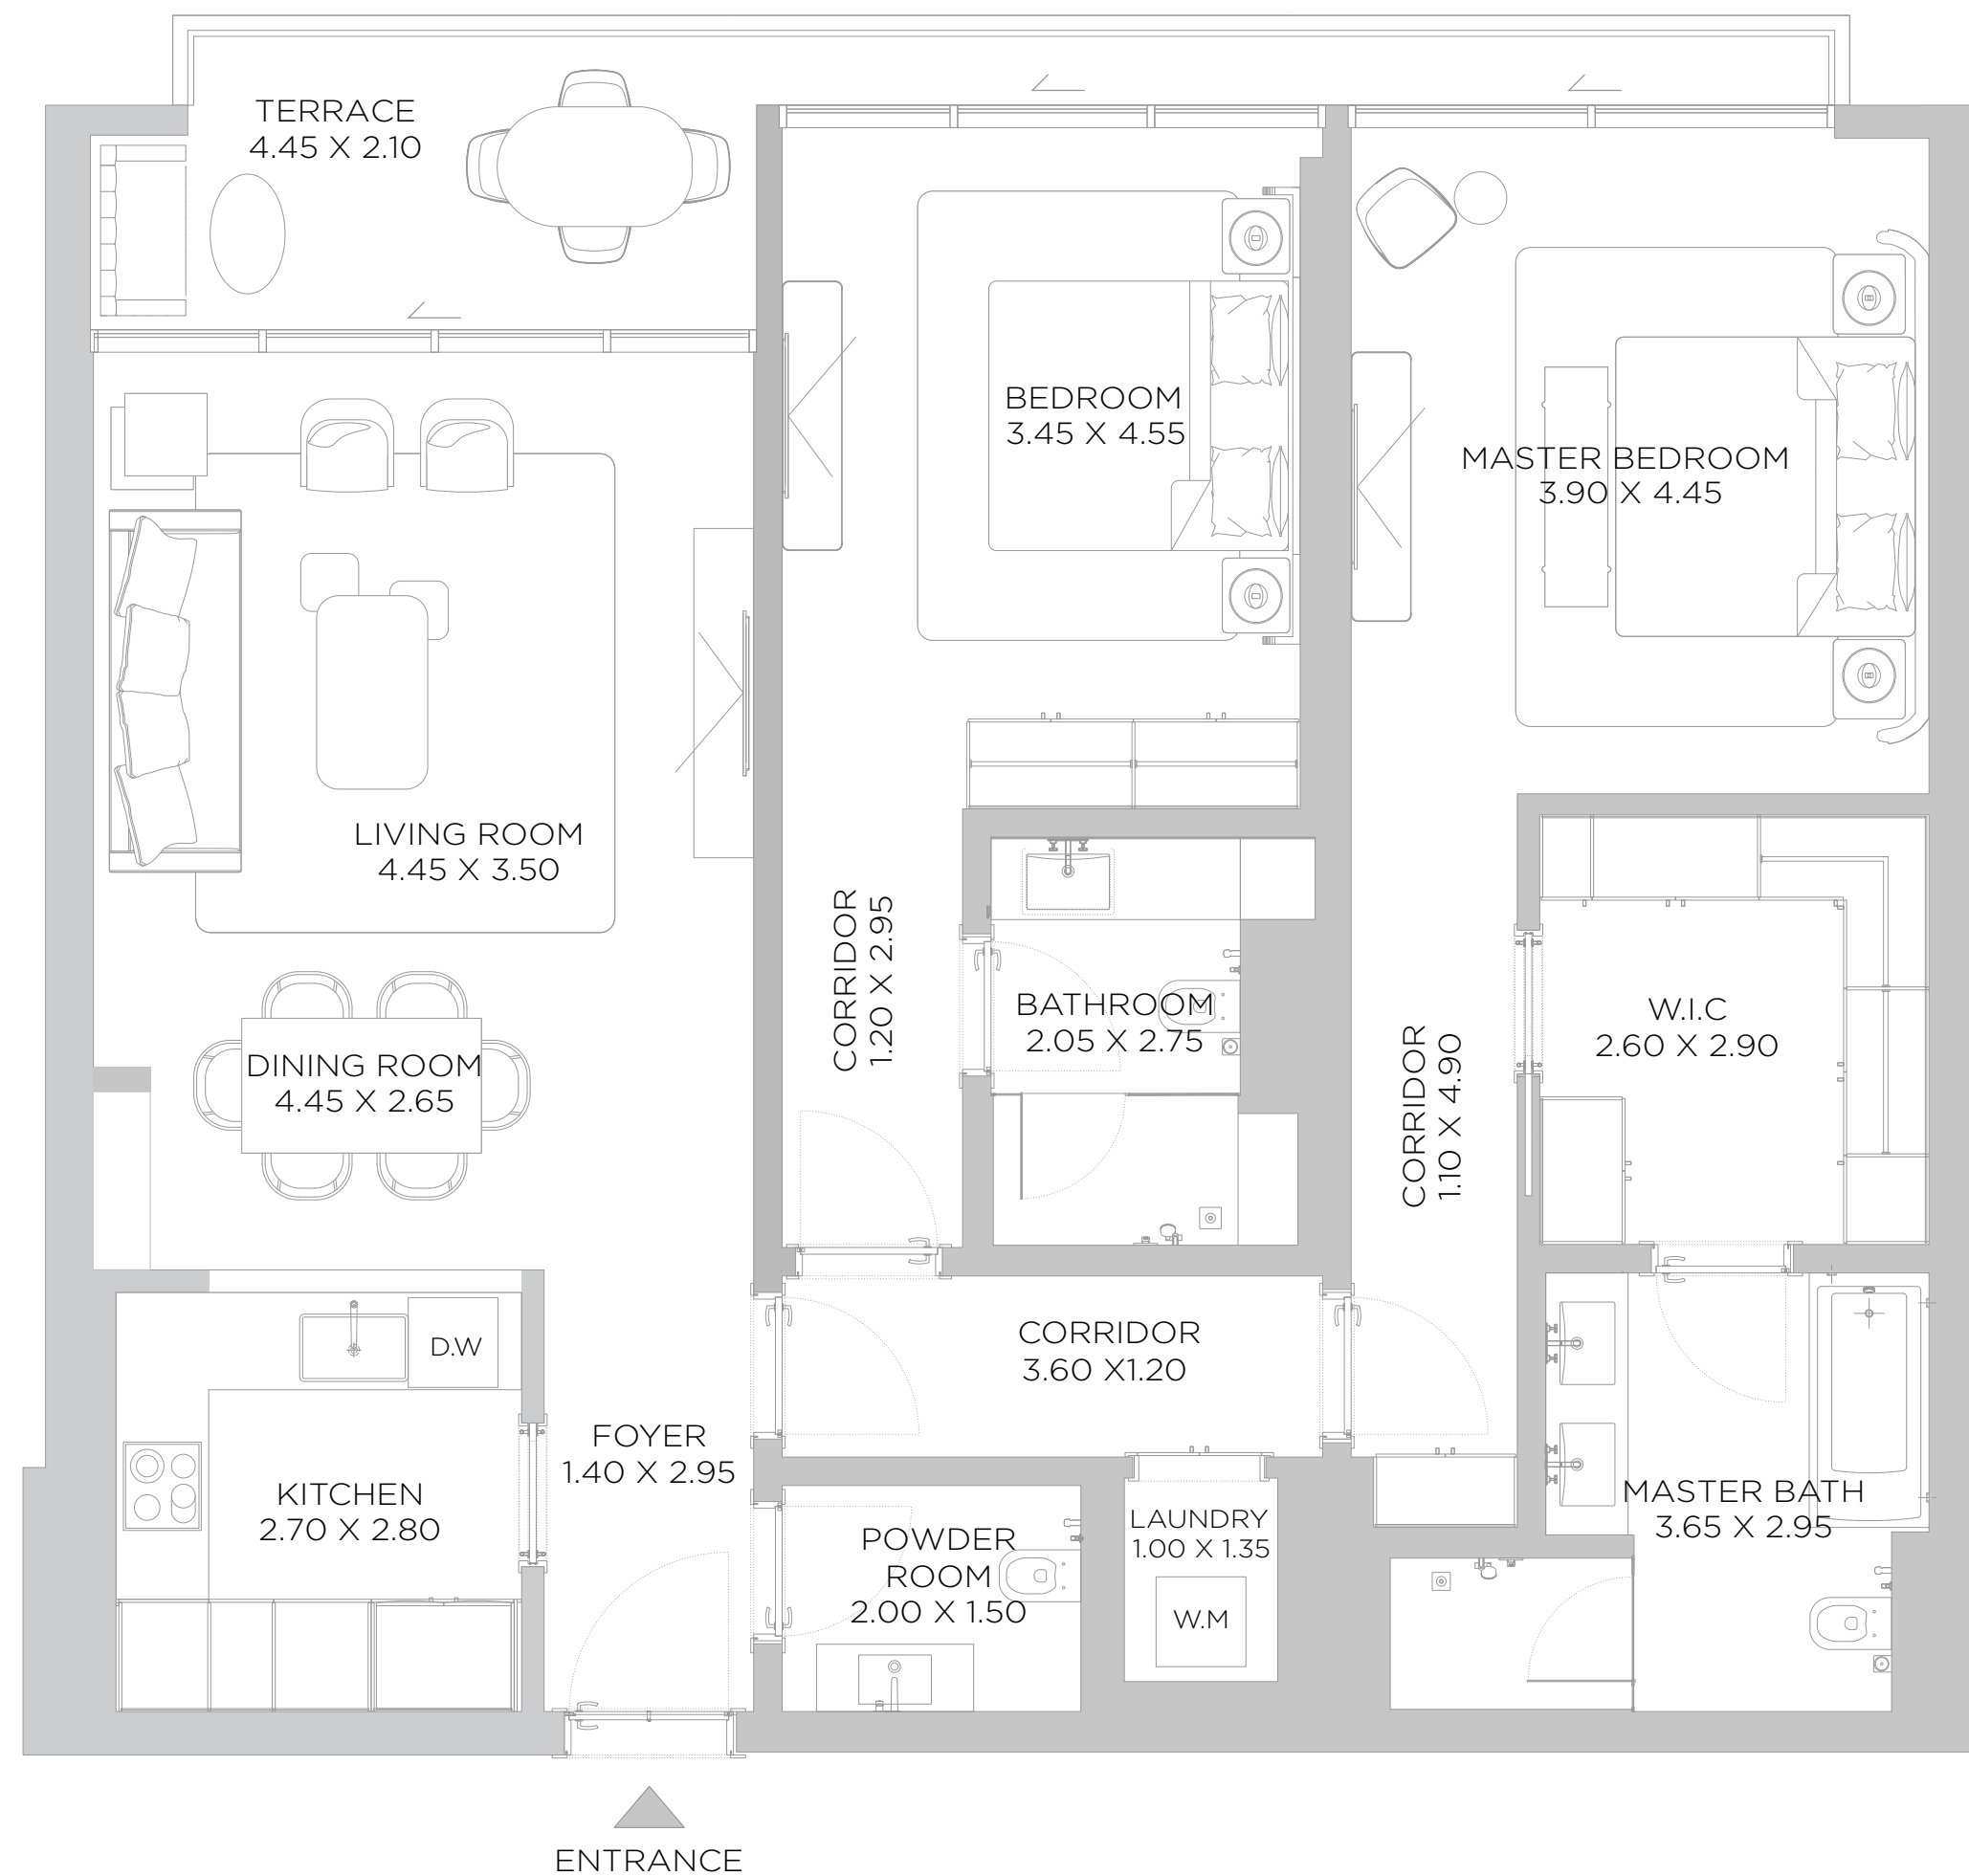 TERRACE
4.45 X 2.10
BEDROOM
3.45 X 4.55
MASTER BEDROOM
3.90 X 4.45
LIVING ROOM
4.45 X 3.50
CORRIDOR
1.20 X 2.95
BATHROOM
2.05 X 2.75
CORRIDOR
1.10 X 4.90
W.I.C
2.60 X 2.90
DINING ROOM
4.45 X 2.65
D.W
CORRIDOR
3.60 X1.20
FOYER
1.40 X 2.95
KITCHEN
2.70 X 2.80
POWDER
ROOM
2.00 X 1.50
LAUNDRY
1.00 X 1.35
W.M
MASTER BATH
3.65 X 2.95
ENTRANCE